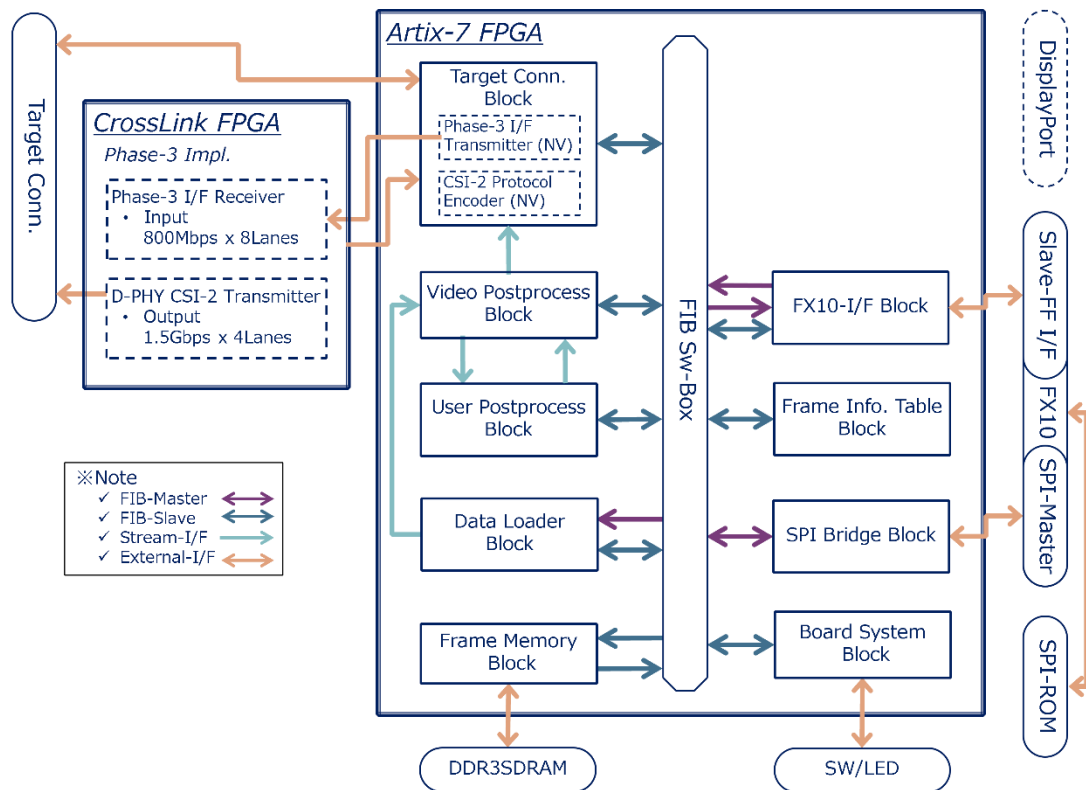 Target Conn.
CrossLink FPGA
Phase-3 Impl.
Phase-3 I/F Receiver
• Input
800Mbps x 8Lanes
D-PHY CSI-2 Transmitter
• Output
1.5Gbps x 4Lanes
※Note
✓ FIB-Master
✓ FIB-Slave
✓ Stream-I/F
✓ External-I/F
Artix-7 FPGA
Target Conn.
Block
Phase-3 I/F
Transmitter (NV)
CSI-2 Protocol
Encoder (NV)
Video Postprocess
Block
User Postprocess
Block
Data Loader
Block
Frame Memory
Block
FIB Sw-Box
FX10-I/F Block
Frame Info. Table
Block
SPI Bridge Block
Board System
Block
DDR3SDRAM
SW/LED
DisplayPort
Slave-FF I/F
FX10
SPI-Master
SPI-ROM